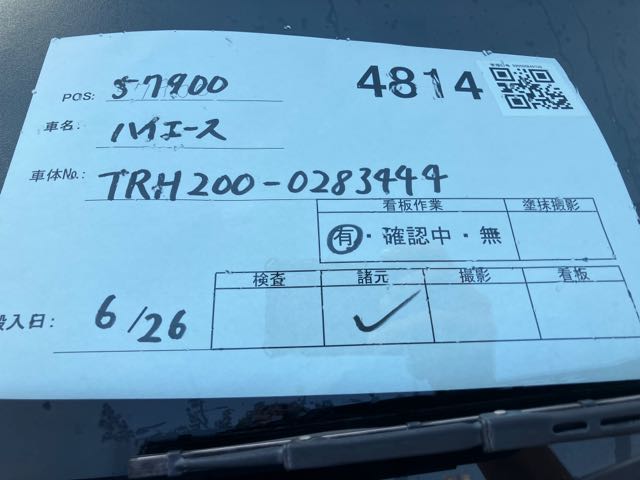 POS: 57900
4814
車名: ハイエース
車体No.: TRH200-0283444
看板作業 塗抹撮影
有・確認中・無
検査 諸元 撮影 看板
入日: 6/26